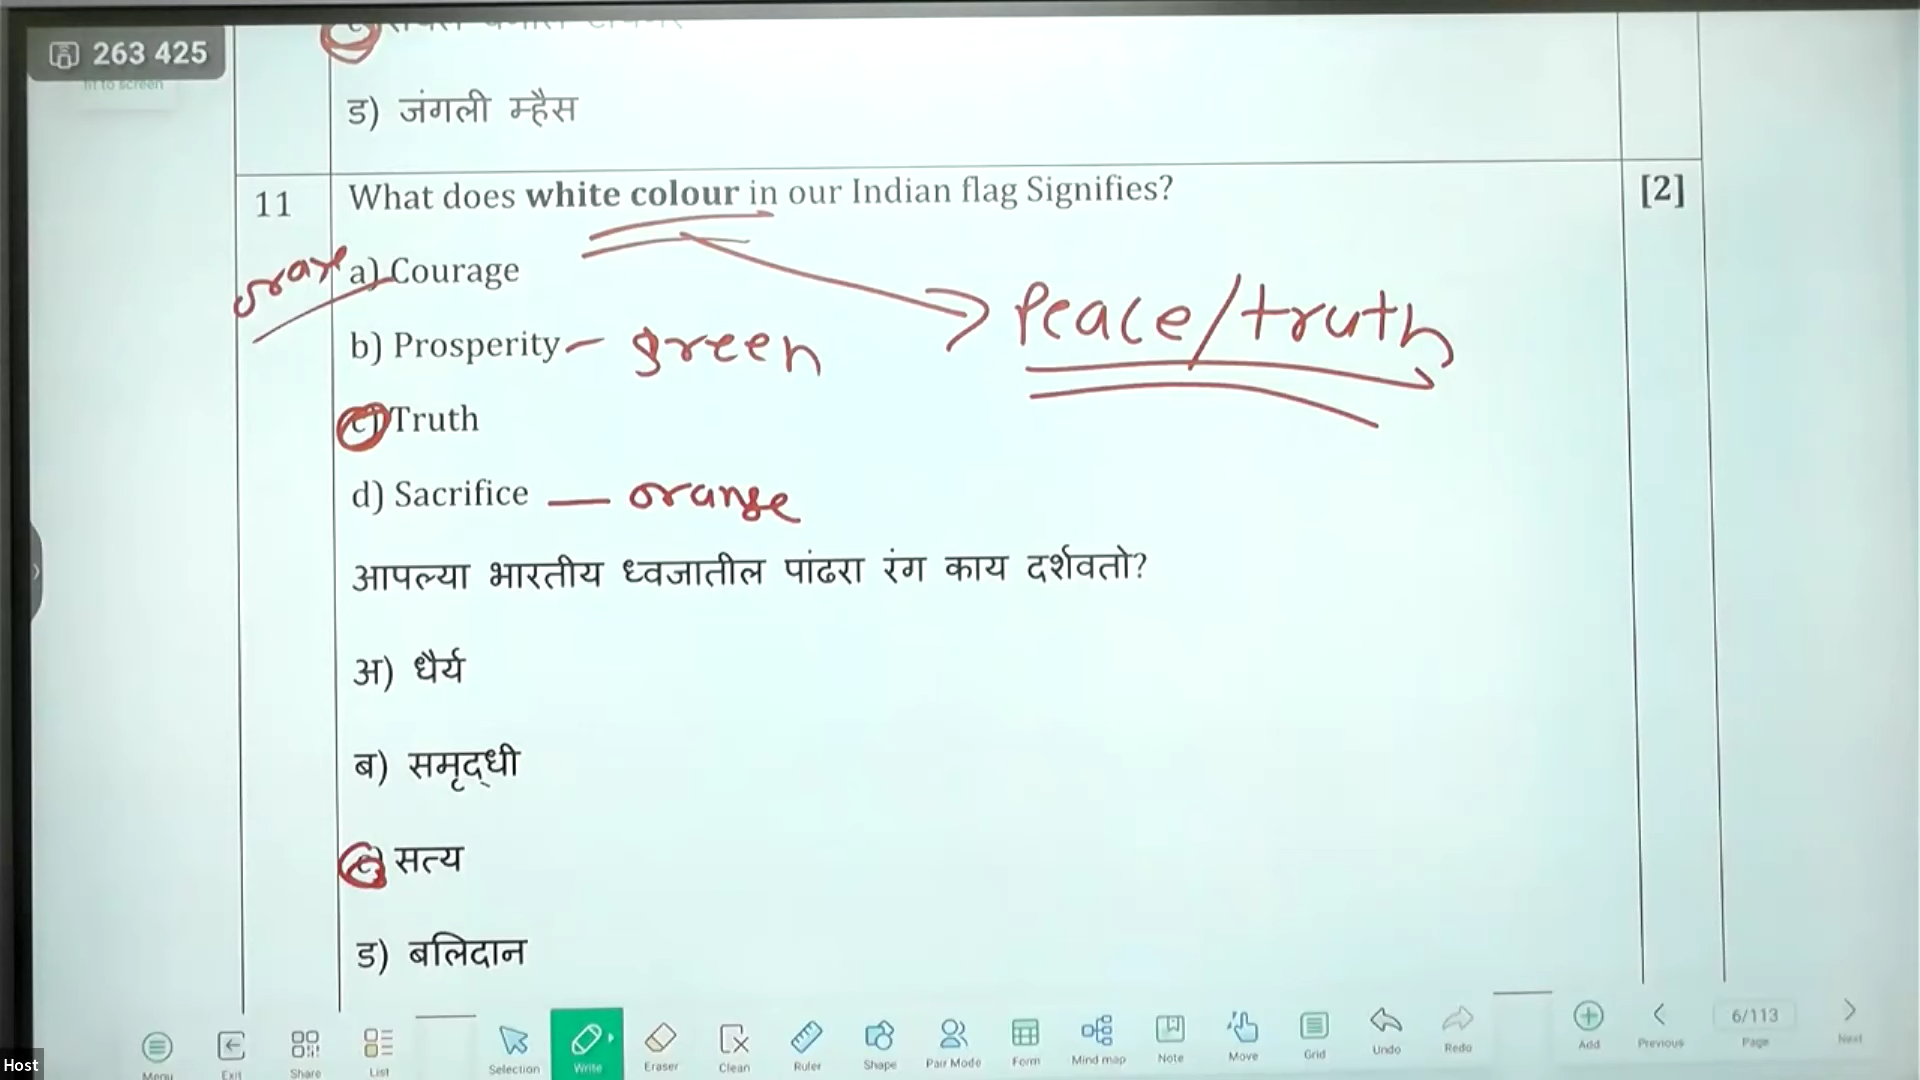 263 425
fit to screen
ड) जंगली म्हैस
11 What does white colour in our Indian flag Signifies? [2]
a) Courage
b) Prosperity – green
Peace/truth
c) Truth
d) Sacrifice — orange
आपल्या भारतीय ध्वजातील पांढरा रंग काय दर्शवतो?
अ) धैर्य
ब) समृद्धी
c) सत्य
ड) बलिदान
Menu Exit Share List Selection Write Eraser Clean Ruler Shape Pair Mode Form Mind map Note Move Grid Undo Redo Add Previous 6/113 Page Next
Host